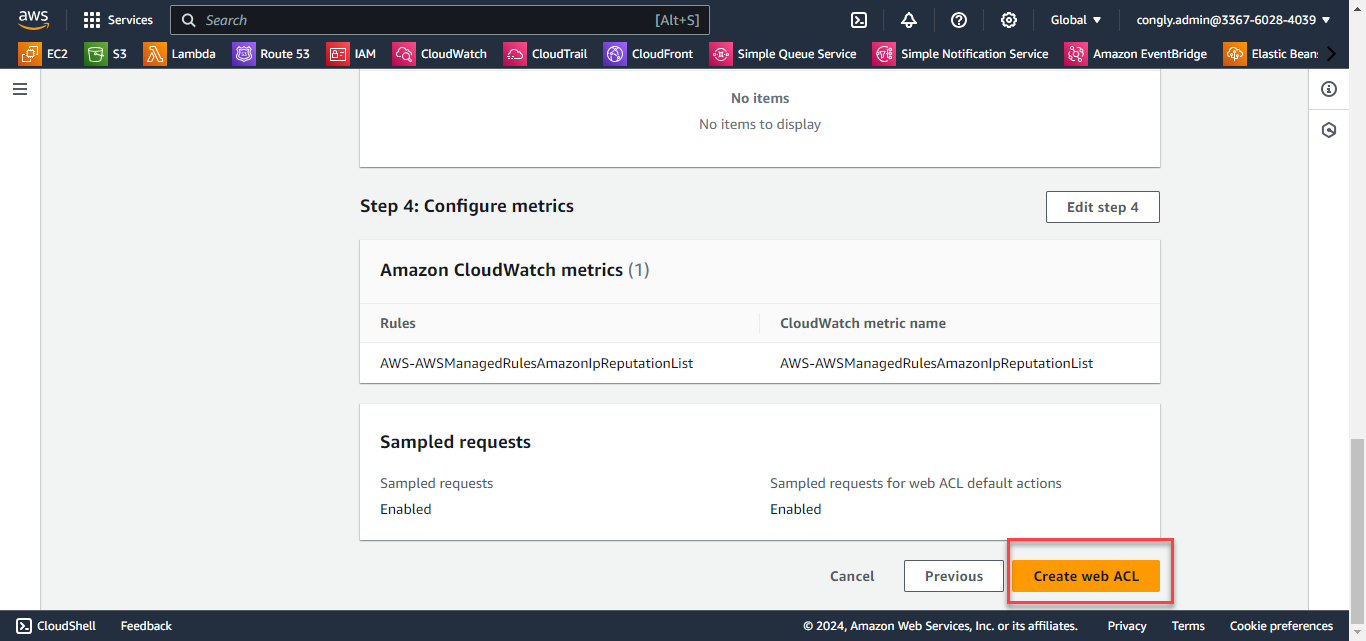 aws Services Search [Alt+S] Global congly.admin@3367-6028-4039
EC2 S3 Lambda Route 53 IAM CloudWatch CloudTrail CloudFront Simple Queue Service Simple Notification Service Amazon EventBridge Elastic Beans
No items
No items to display
Step 4: Configure metrics Edit step 4
Amazon CloudWatch metrics (1)
Rules CloudWatch metric name
AWS-AWSManagedRulesAmazonIpReputationList AWS-AWSManagedRulesAmazonIpReputationList
Sampled requests
Sampled requests Sampled requests for web ACL default actions
Enabled Enabled
Cancel Previous Create web ACL
CloudShell Feedback © 2024, Amazon Web Services, Inc. or its affiliates. Privacy Terms Cookie preferences